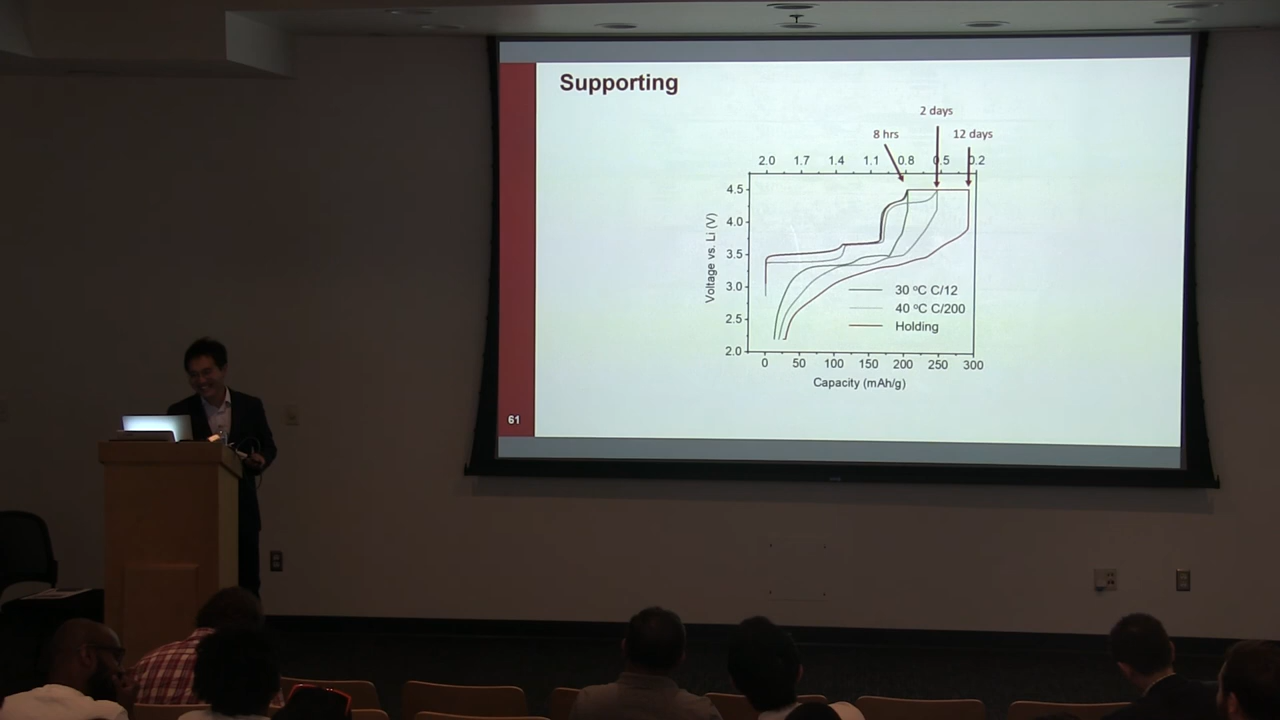 Supporting
2 days
8 hrs
12 days
2.0 1.7 1.4 1.1 0.8 0.5 0.2
4.5
4.0
3.5
3.0
2.5
2.0
Voltage vs. Li (V)
30 ºC C/12
40 ºC C/200
Holding
0 50 100 150 200 250 300
Capacity (mAh/g)
61